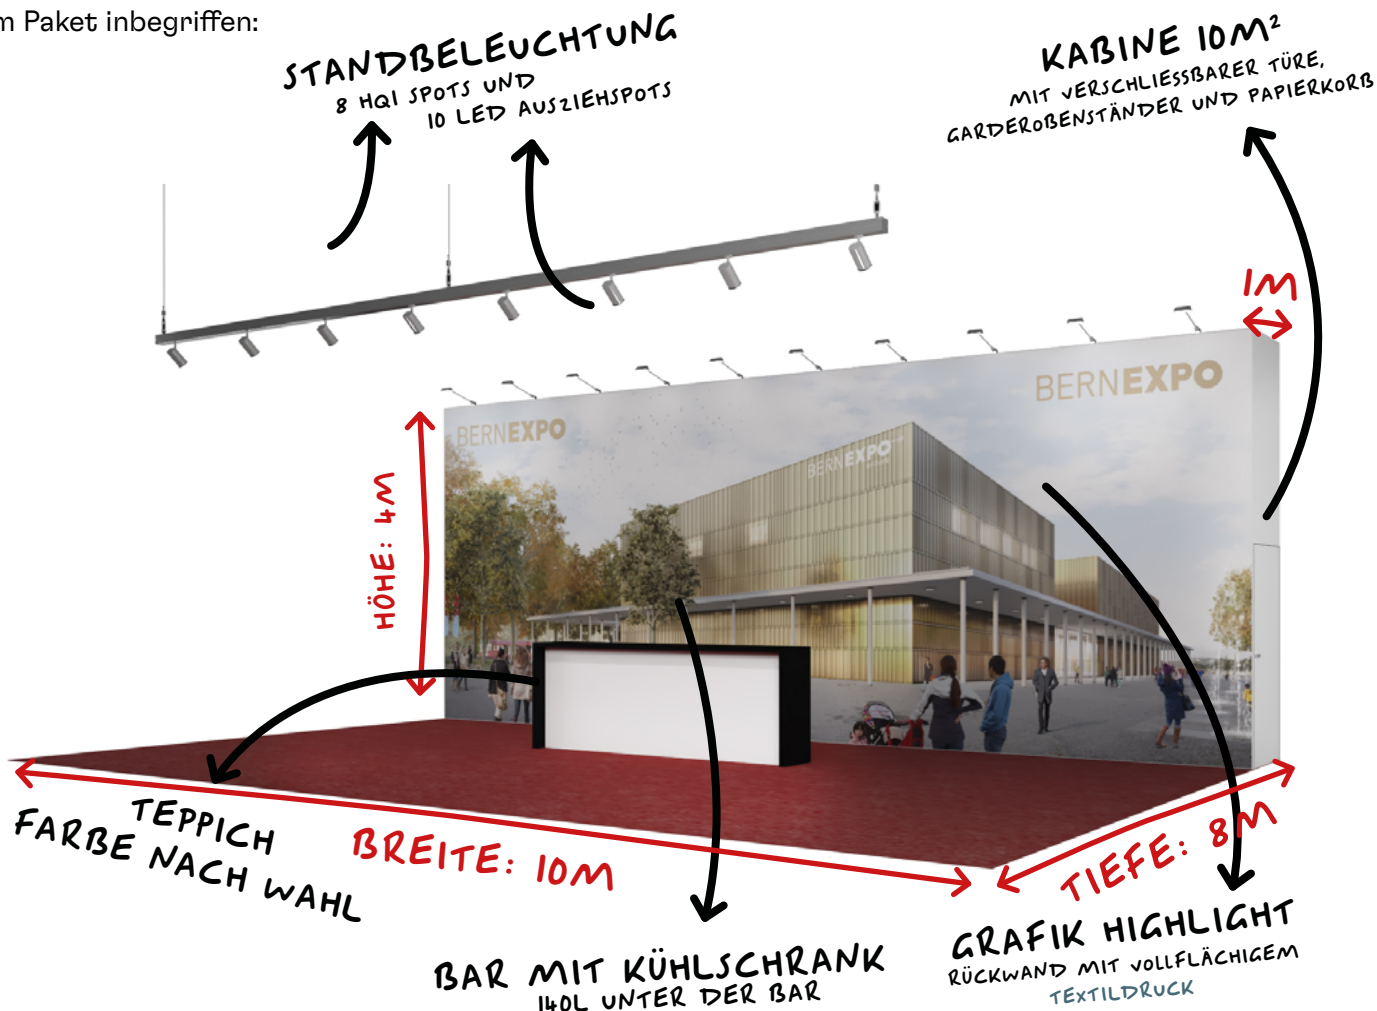 m Paket inbegriffen:
STANDBELEUCHTUNG
8 HQI SPOTS UND
10 LED AUSZIEHSPOTS
KABINE 10M²
MIT VERSCHLIESSBARER TÜRE,
GARDEROBENSTÄNDER UND PAPIERKORB
1M
BERNEXPO
BERNEXPO
BERNEXPO
HÖHE: 4M
TEPPICH
FARBE NACH WAHL
BREITE: 10M
TIEFE: 8M
BAR MIT KÜHLSCHRANK
140L UNTER DER BAR
GRAFIK HIGHLIGHT
RÜCKWAND MIT VOLLFLÄCHIGEM
TEXTILDRUCK